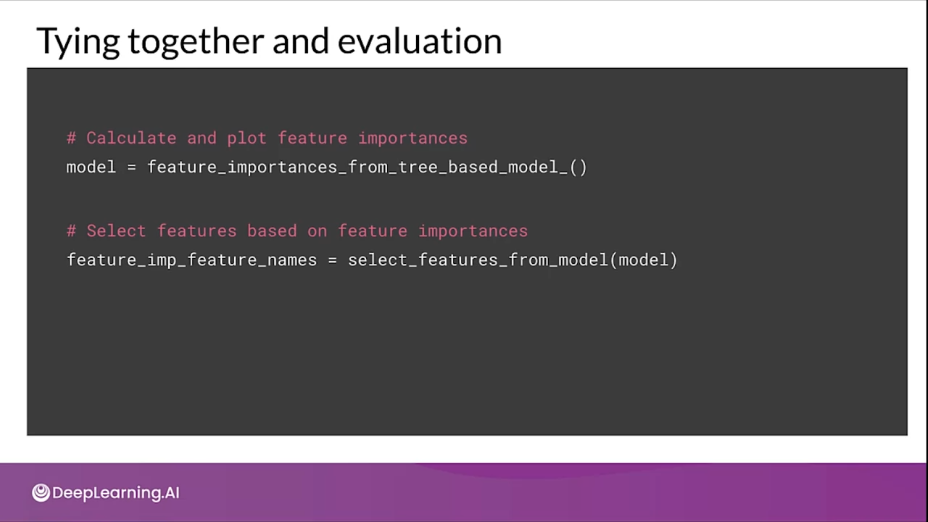 Tying together and evaluation
# Calculate and plot feature importances
model = feature_importances_from_tree_based_model_()
# Select features based on feature importances
feature_imp_feature_names = select_features_from_model(model)
DeepLearning.AI